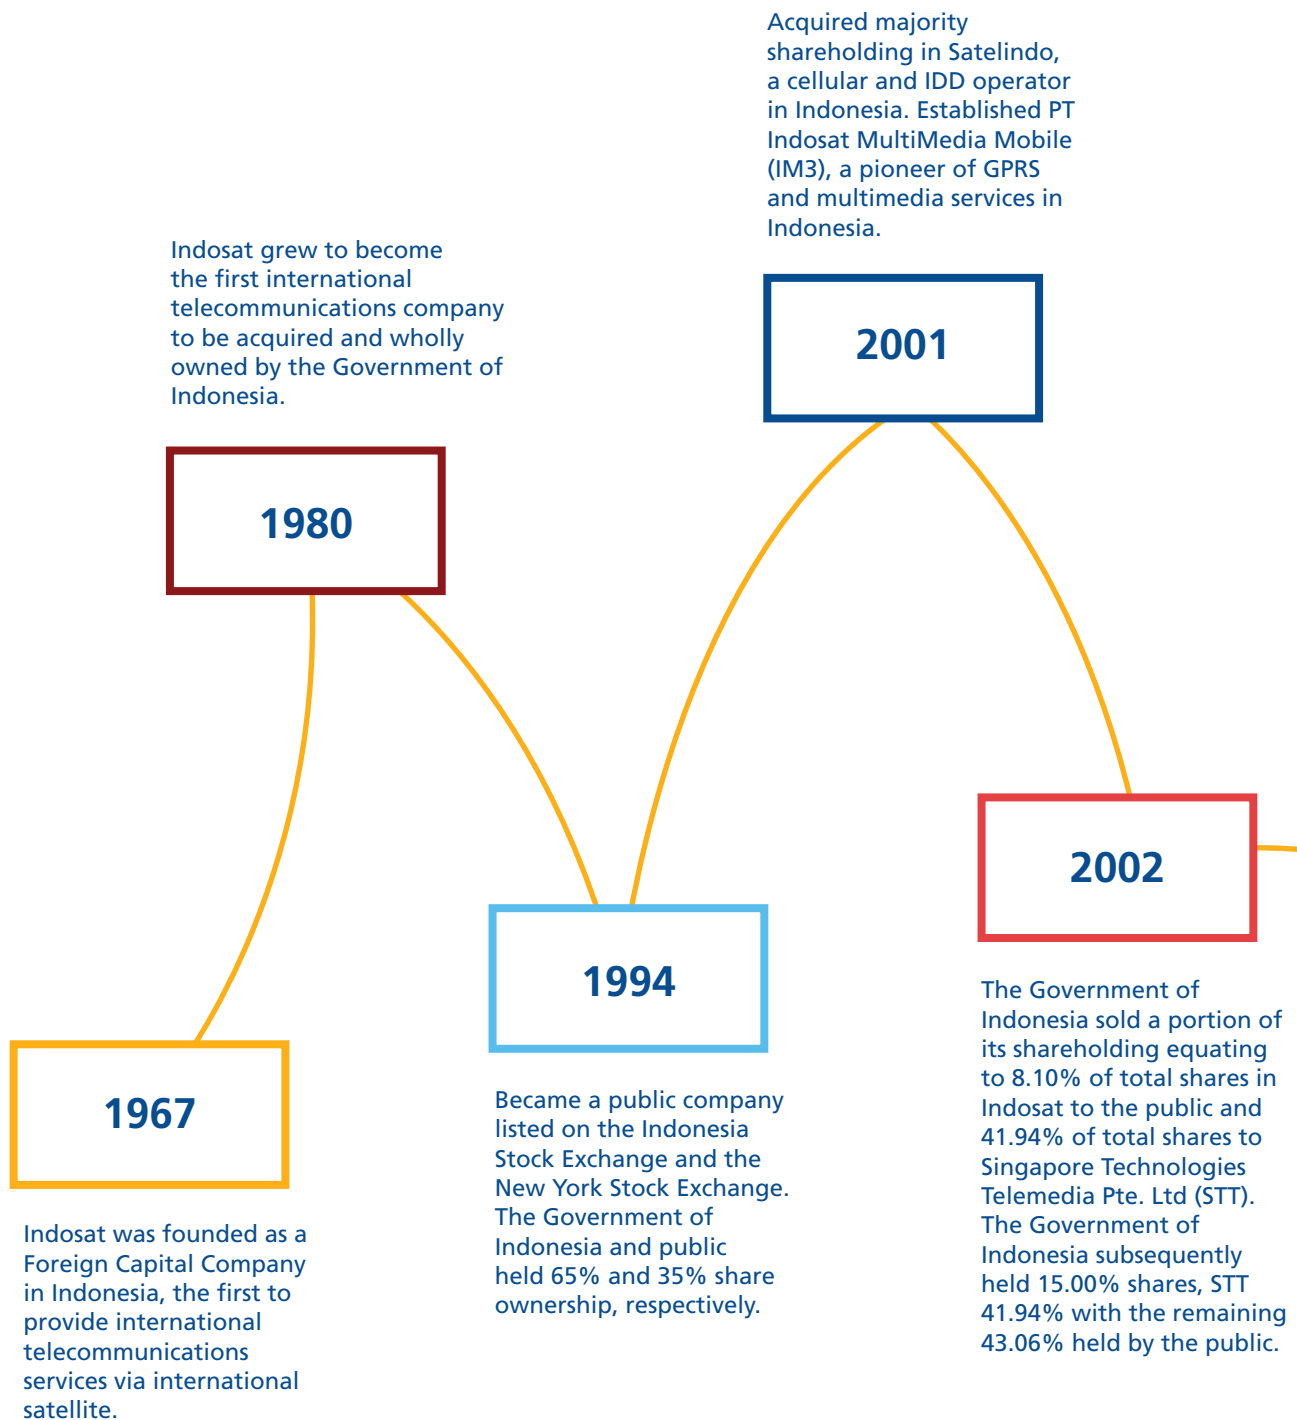 1967
Indosat was founded as a
Foreign Capital Company
in Indonesia, the first to
provide international
telecommunications
services via international
satellite.
Indosat grew to become
the first international
telecommunications company
to be acquired and wholly
owned by the Government of
Indonesia.
1980
1994
Became a public company
listed on the Indonesia
Stock Exchange and the
New York Stock Exchange.
The Government of
Indonesia and public
held 65% and 35% share
ownership, respectively.
Acquired majority
shareholding in Satelindo,
a cellular and IDD operator
in Indonesia. Established PT
Indosat MultiMedia Mobile
(IM3), a pioneer of GPRS
and multimedia services in
Indonesia.
2001
2002
The Government of
Indonesia sold a portion of
its shareholding equating
to 8.10% of total shares in
Indosat to the public and
41.94% of total shares to
Singapore Technologies
Telemedia Pte. Ltd (STT).
The Government of
Indonesia subsequently
held 15.00% shares, STT
41.94% with the remaining
43.06% held by the public.